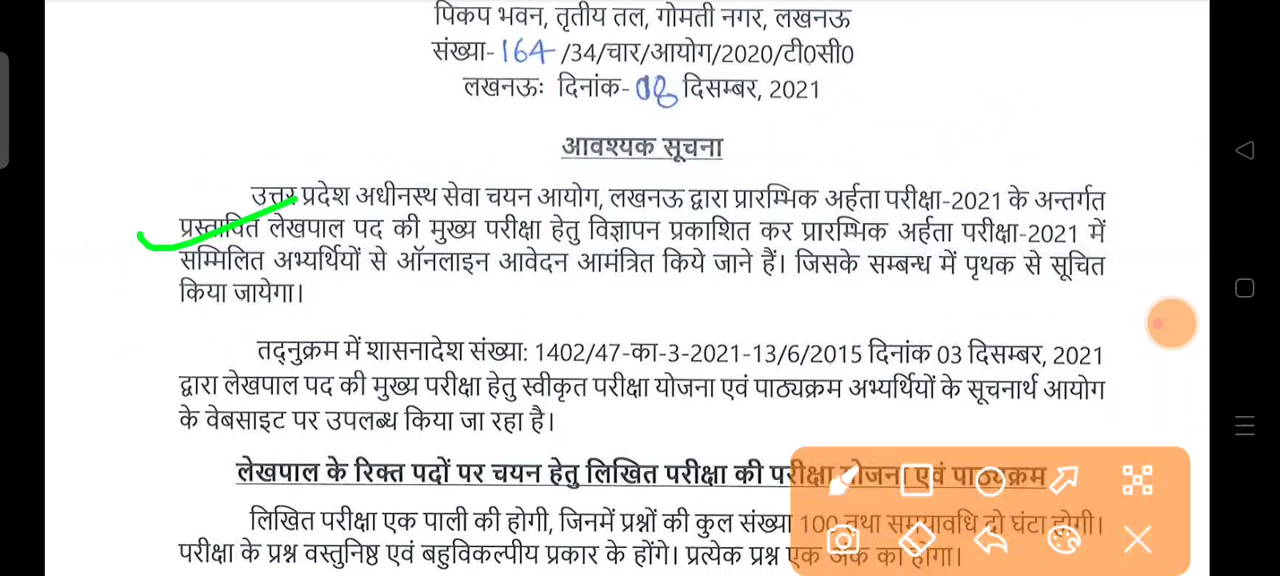 पिकप भवन, तृतीय तल, गोमती नगर, लखनऊ
संख्या-164/34/चार/आयोग/2020/टी0सी0
लखनऊः दिनांक-08 दिसम्बर, 2021
आवश्यक सूचना
उत्तर प्रदेश अधीनस्थ सेवा चयन आयोग, लखनऊ द्वारा प्रारम्भिक अर्हता परीक्षा-2021 के अन्तर्गत
प्रस्तावित लेखपाल पद की मुख्य परीक्षा हेतु विज्ञापन प्रकाशित कर प्रारम्भिक अर्हता परीक्षा-2021 में
सम्मिलित अभ्यर्थियों से ऑनलाइन आवेदन आमंत्रित किये जाने हैं। जिसके सम्बन्ध में पृथक से सूचित
किया जायेगा।
तद्नुक्रम में शासनादेश संख्या: 1402/47-का-3-2021-13/6/2015 दिनांक 03 दिसम्बर, 2021
द्वारा लेखपाल पद की मुख्य परीक्षा हेतु स्वीकृत परीक्षा योजना एवं पाठ्यक्रम अभ्यर्थियों के सूचनार्थ आयोग
के वेबसाइट पर उपलब्ध किया जा रहा है।
लेखपाल के रिक्त पदों पर चयन हेतु लिखित परीक्षा की परीक्षा योजना एवं पाठ्यक्रम
लिखित परीक्षा एक पाली की होगी, जिनमें प्रश्नों की कुल संख्या 100 तथा समयावधि दो घंटा होगी।
परीक्षा के प्रश्न वस्तुनिष्ठ एवं बहुविकल्पीय प्रकार के होंगे। प्रत्येक प्रश्न एक अंक का होगा।